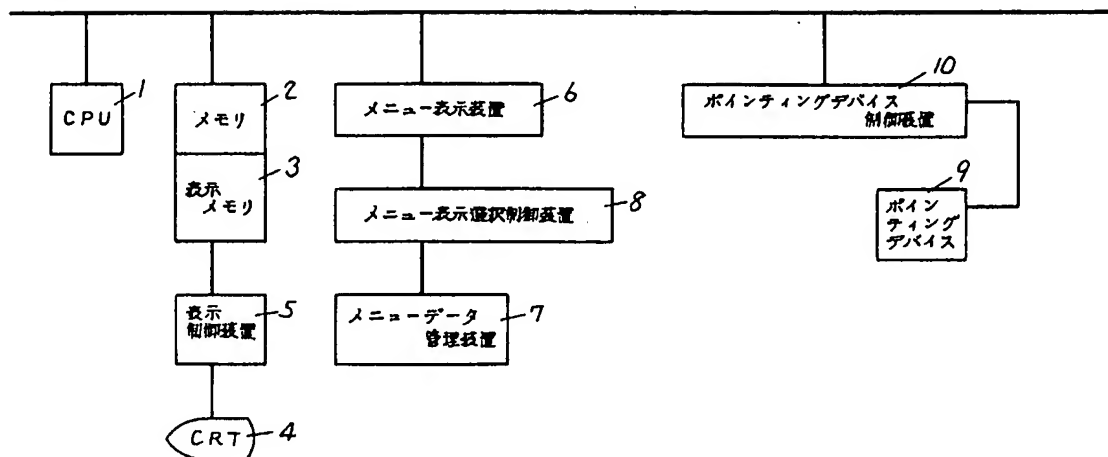 1
CPU
2
メモリ
3
表示
メモリ
5
表示
制御装置
4
CRT
6
メニュー表示装置
8
メニュー表示選択制御装置
7
メニューデータ
管理装置
10
ポインティングデバイス
制御装置
9
ポイン
ティング
デバイス